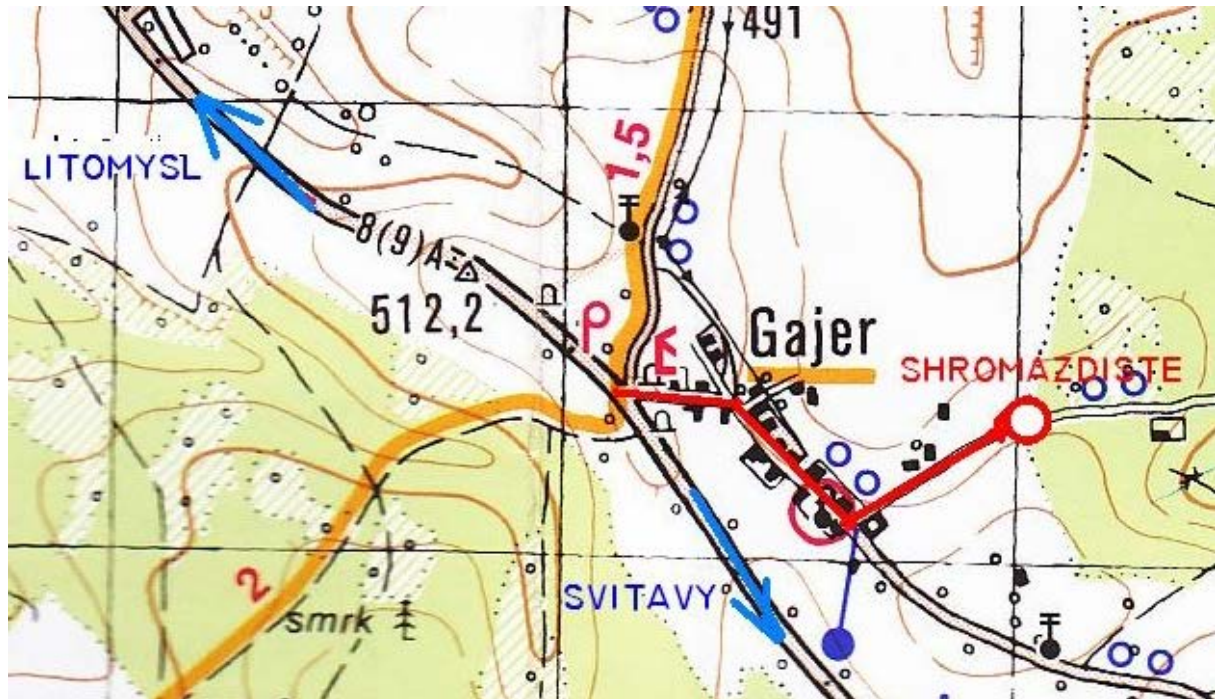 491
LITOMYSL
1,5
8(9)A
512,2
Gajer
SHROMAZDISTE
2
smrk
SVITAVY